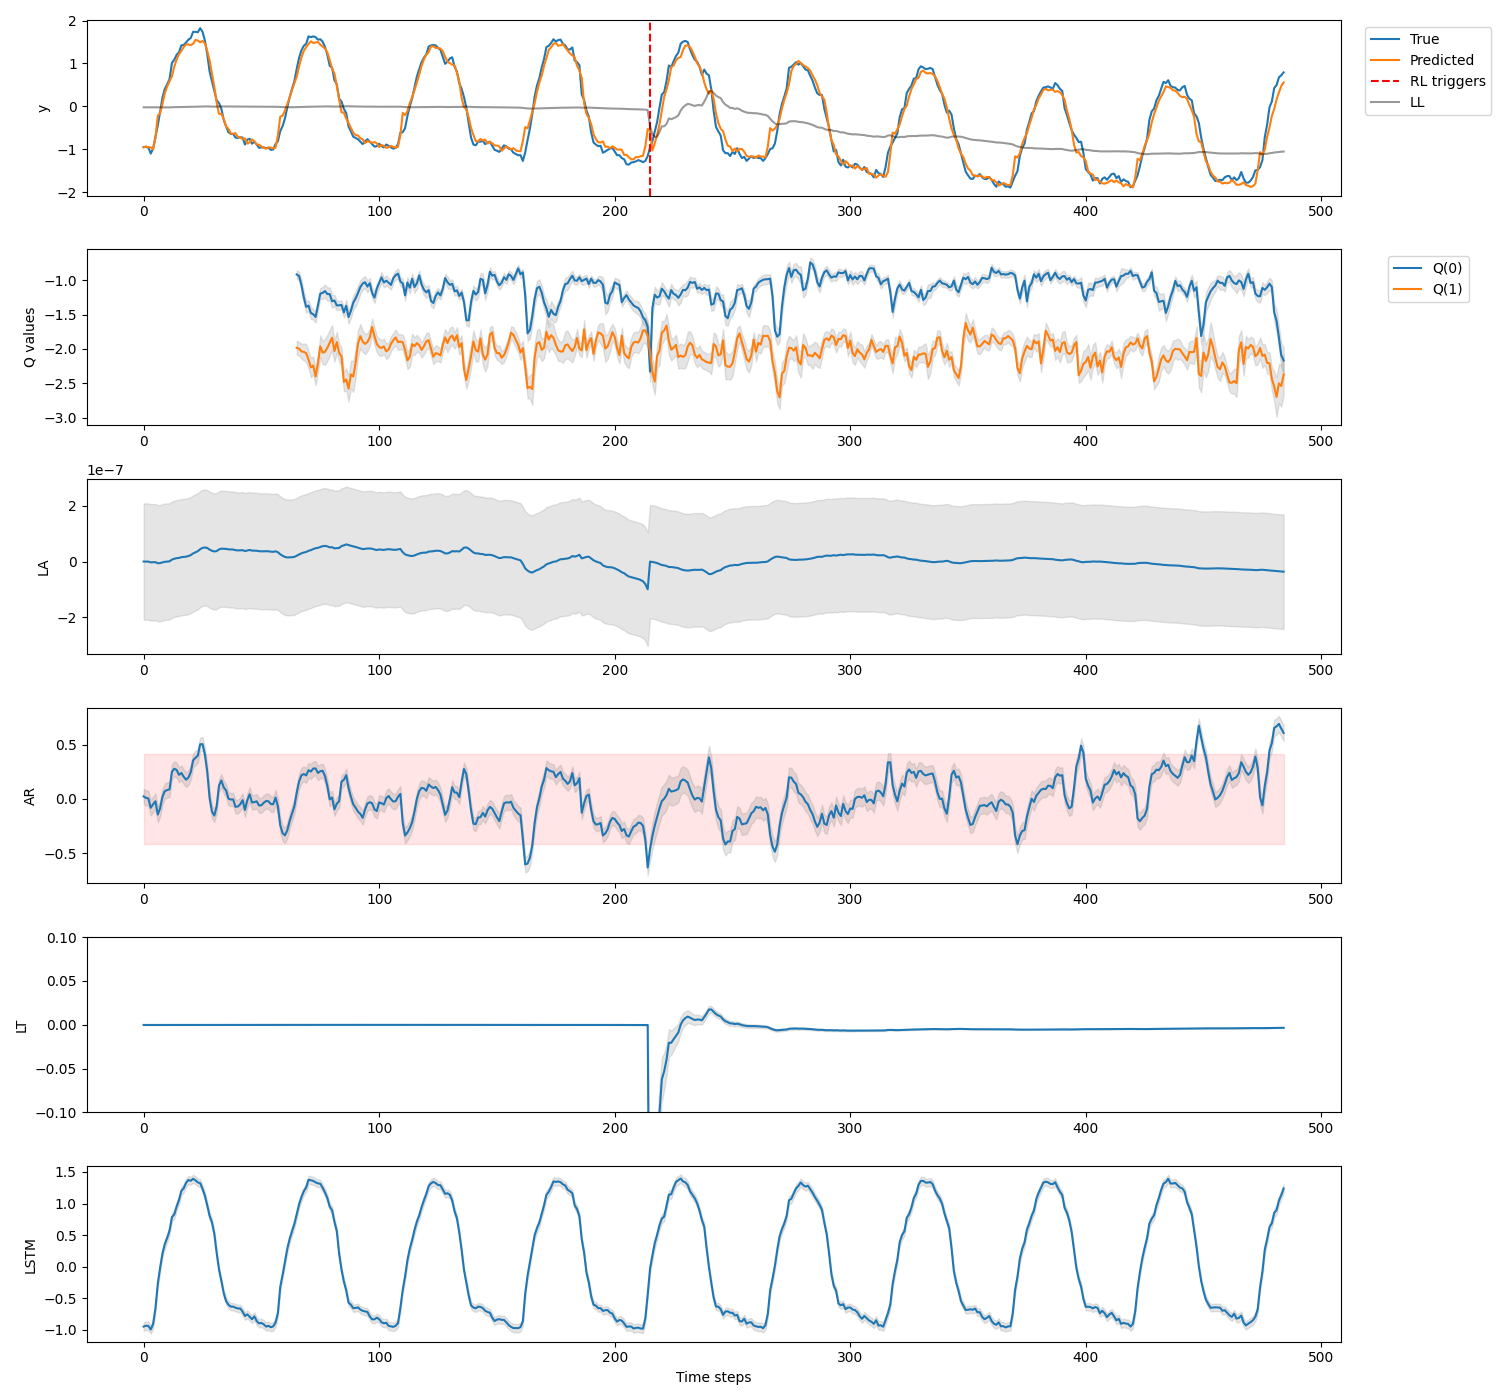 2
1
0
−1
−2
y
0 100 200 300 400 500
True
Predicted
RL triggers
LL
−1.0
−1.5
−2.0
−2.5
−3.0
Q values
0 100 200 300 400 500
Q(0)
Q(1)
1e−7
2
0
−2
LA
0 100 200 300 400 500
0.5
0.0
−0.5
AR
0 100 200 300 400 500
0.10
0.05
0.00
−0.05
−0.10
LT
0 100 200 300 400 500
1.5
1.0
0.5
0.0
−0.5
−1.0
LSTM
0 100 200 300 400 500
Time steps